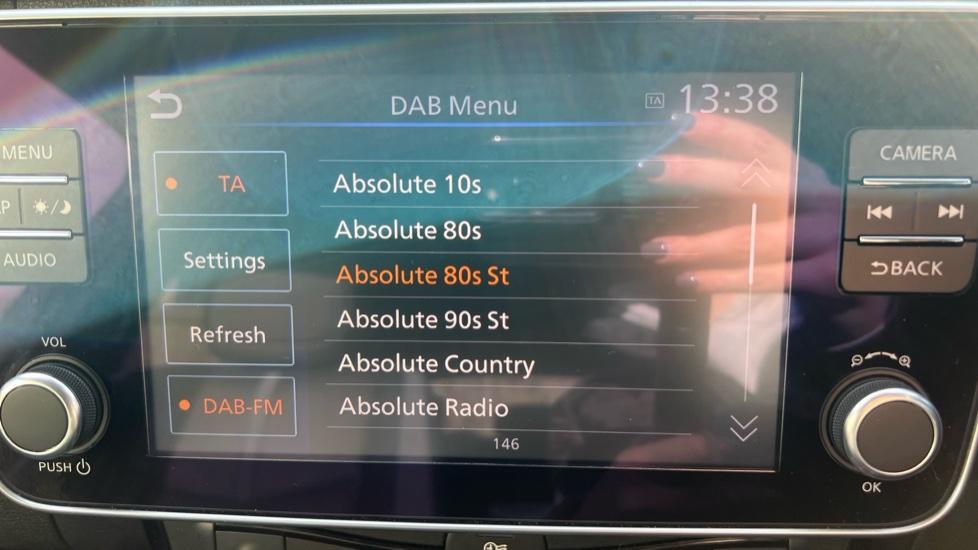 DAB Menu
TA
13:38
MENU
AUDIO
TA
Settings
Refresh
DAB-FM
Absolute 10s
Absolute 80s
Absolute 80s St
Absolute 90s St
Absolute Country
Absolute Radio
146
CAMERA
BACK
VOL
PUSH
OK